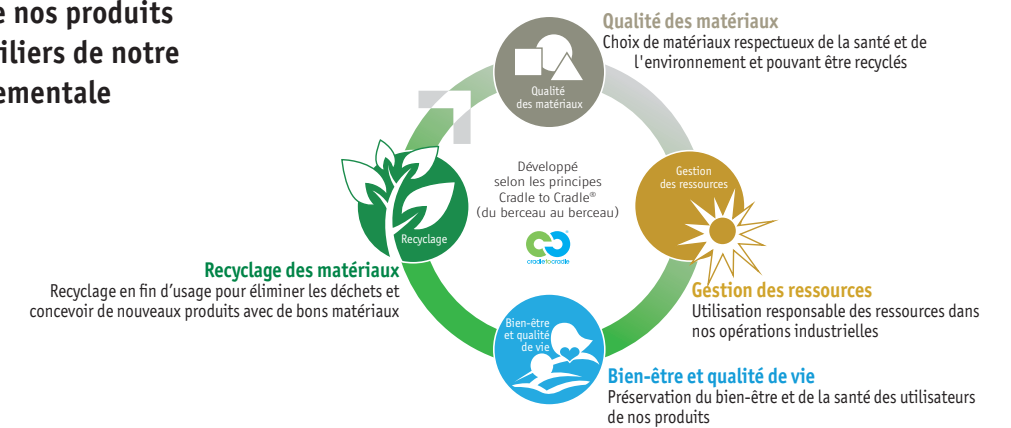 e nos produits
iliers de notre
ementale
Qualité des matériaux
Choix de matériaux respectueux de la santé et de
l'environnement et pouvant être recyclés
Qualité
des matériaux
Développé
selon les principes
Cradle to Cradle®
(du berceau au berceau)
cradletocradle
Gestion
des ressources
Recyclage
Recyclage des matériaux
Recyclage en fin d’usage pour éliminer les déchets et
concevoir de nouveaux produits avec de bons matériaux
Gestion des ressources
Utilisation responsable des ressources dans
nos opérations industrielles
Bien-être
et qualité
de vie
Bien-être et qualité de vie
Préservation du bien-être et de la santé des utilisateurs
de nos produits